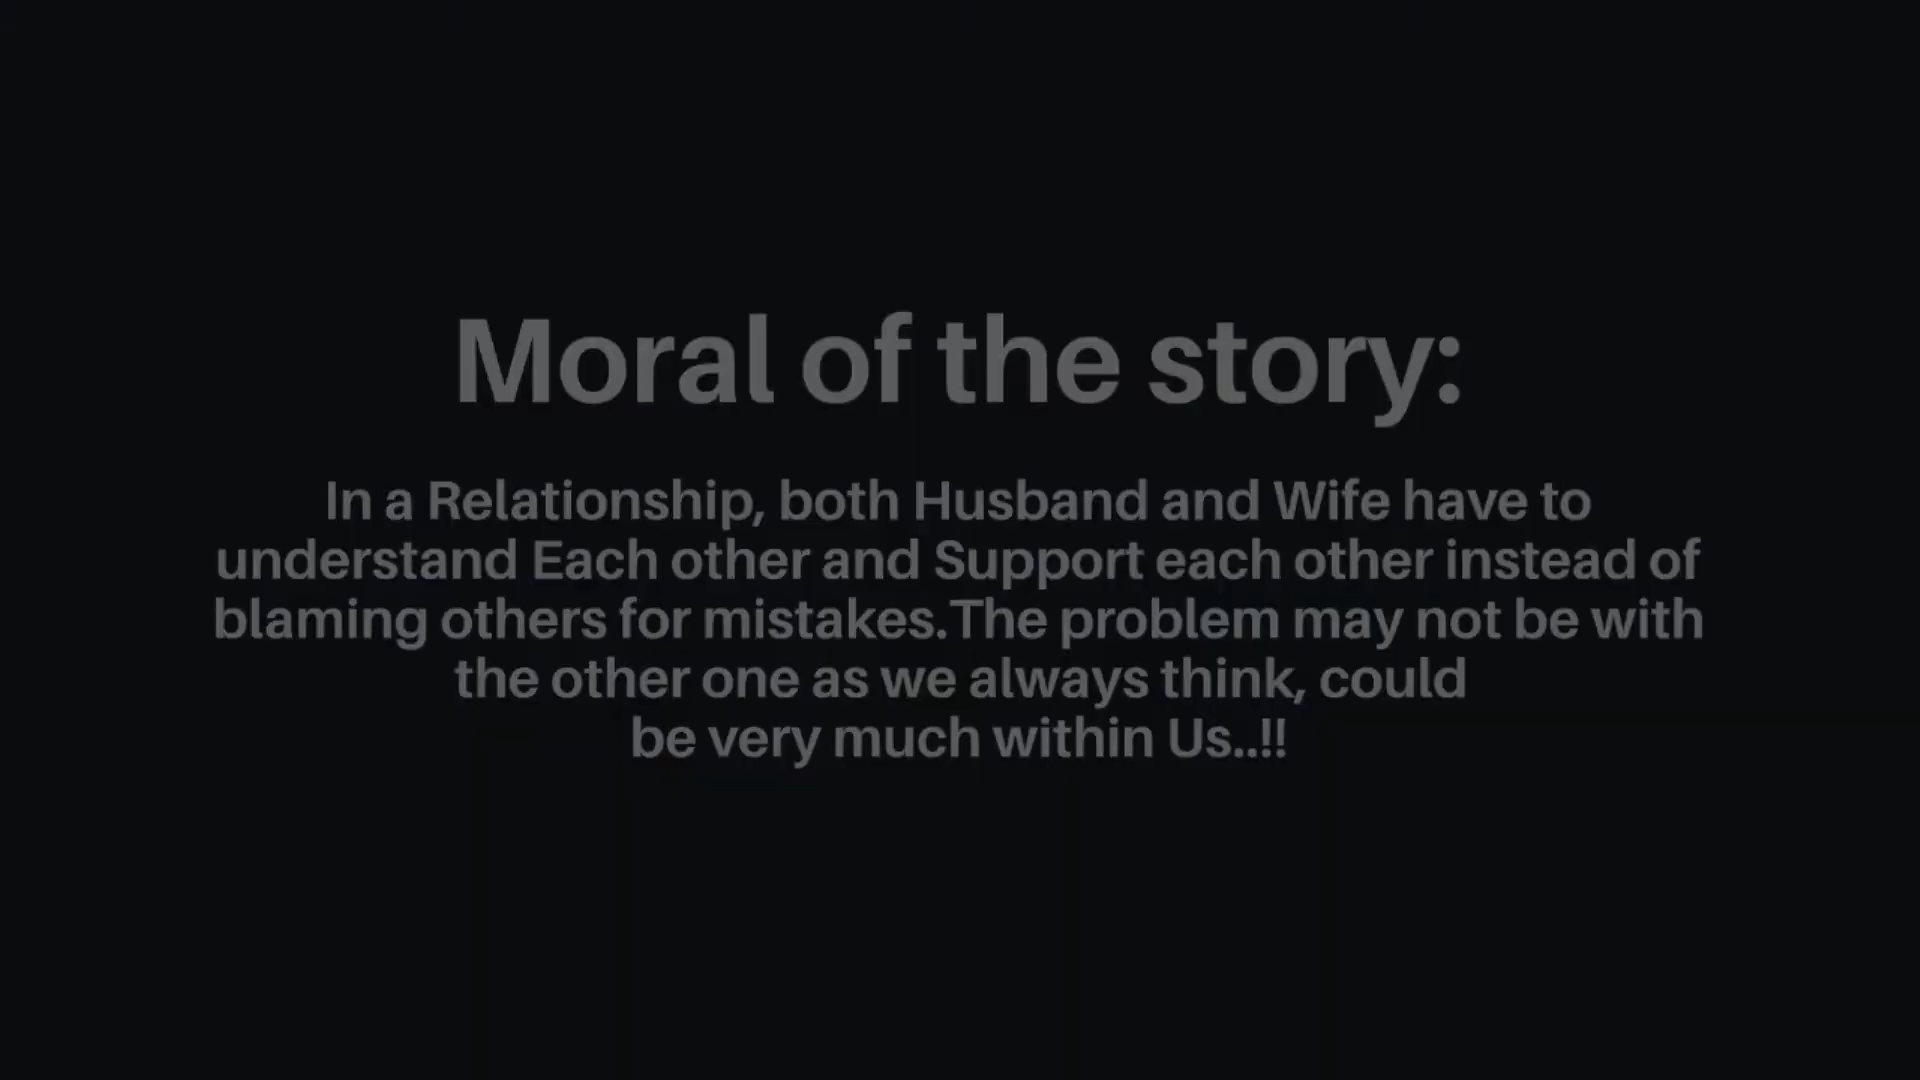 Moral of the story:
In a Relationship, both Husband and Wife have to
understand Each other and Support each other instead of
blaming others for mistakes.The problem may not be with
the other one as we always think, could
be very much within Us..!!